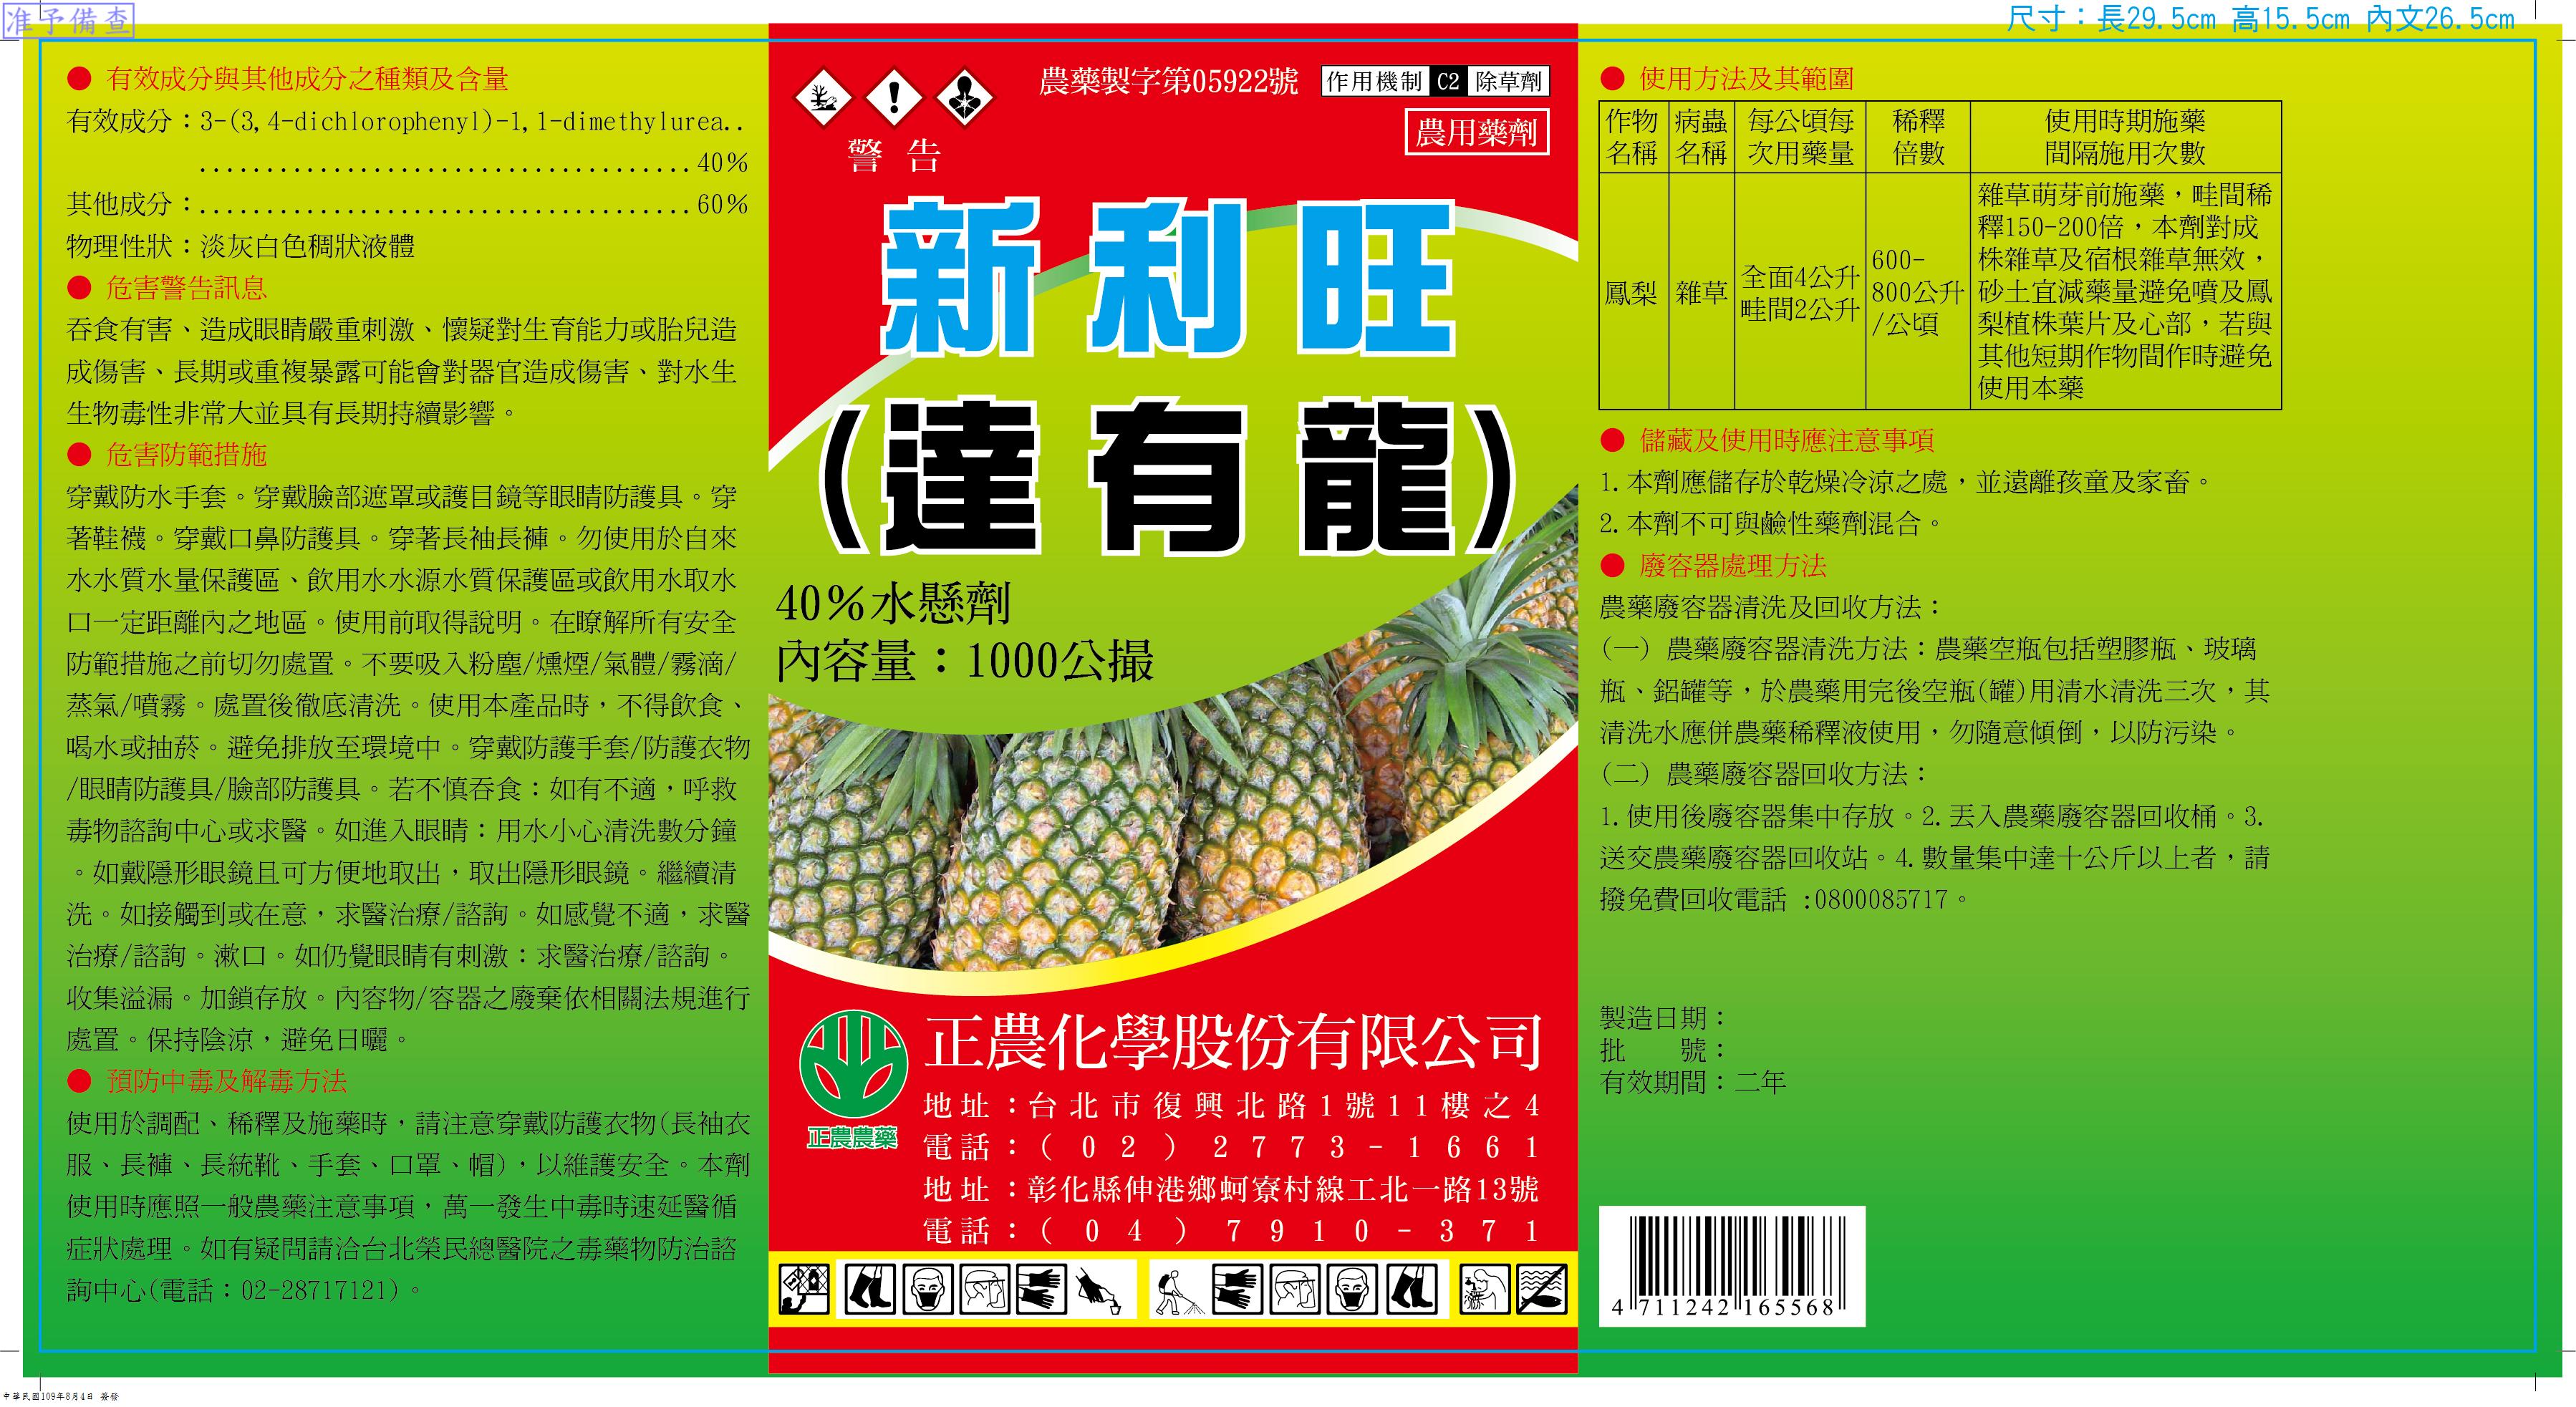 准予備查
尺寸：長29.5cm 高15.5cm 內文26.5cm
● 有效成分與其他成分之種類及含量
有效成分：3-(3,4-dichlorophenyl)-1,1-dimethylurea..
.....................................40%
其他成分：.....................................60%
物理性狀：淡灰白色稠狀液體
● 危害警告訊息
吞食有害、造成眼睛嚴重刺激、懷疑對生育能力或胎兒造
成傷害、長期或重複暴露可能會對器官造成傷害、對水生
生物毒性非常大並具有長期持續影響。
● 危害防範措施
穿戴防水手套。穿戴臉部遮罩或護目鏡等眼睛防護具。穿
著鞋襪。穿戴口鼻防護具。穿著長袖長褲。勿使用於自來
水水質水量保護區、飲用水水源水質保護區或飲用水取水
口一定距離內之地區。使用前取得說明。在瞭解所有安全
防範措施之前切勿處置。不要吸入粉塵/燻煙/氣體/霧滴/
蒸氣/噴霧。處置後徹底清洗。使用本產品時，不得飲食、
喝水或抽菸。避免排放至環境中。穿戴防護手套/防護衣物
/眼睛防護具/臉部防護具。若不慎吞食：如有不適，呼救
毒物諮詢中心或求醫。如進入眼睛：用水小心清洗數分鐘
。如戴隱形眼鏡且可方便地取出，取出隱形眼鏡。繼續清
洗。如接觸到或在意，求醫治療/諮詢。如感覺不適，求醫
治療/諮詢。漱口。如仍覺眼睛有刺激：求醫治療/諮詢。
收集溢漏。加鎖存放。內容物/容器之廢棄依相關法規進行
處置。保持陰涼，避免日曬。
● 預防中毒及解毒方法
使用於調配、稀釋及施藥時，請注意穿戴防護衣物(長袖衣
服、長褲、長統靴、手套、口罩、帽)，以維護安全。本劑
使用時應照一般農藥注意事項，萬一發生中毒時速延醫循
症狀處理。如有疑問請洽台北榮民總醫院之毒藥物防治諮
詢中心(電話：02-28717121)。
農藥製字第05922號 作用機制 C2 除草劑
農用藥劑
警告
新利旺
(達有龍)
40%水懸劑
內容量：1000公撮
正農化學股份有限公司
正農農藥
地址：台北市復興北路1號11樓之4
電話：(02)2773-1661
地址：彰化縣伸港鄉蚵寮村線工北一路13號
電話：(04)7910-371
● 使用方法及其範圍
作物 病蟲 每公頃每 稀釋 使用時期施藥
名稱 名稱 次用藥量 倍數 間隔施用次數
鳳梨 雜草
全面4公升
畦間2公升
600-
800公升
/公頃
雜草萌芽前施藥，畦間稀
釋150-200倍，本劑對成
株雜草及宿根雜草無效，
砂土宜減藥量避免噴及鳳
梨植株葉片及心部，若與
其他短期作物間作時避免
使用本藥
● 儲藏及使用時應注意事項
1.本劑應儲存於乾燥冷涼之處，並遠離孩童及家畜。
2.本劑不可與鹼性藥劑混合。
● 廢容器處理方法
農藥廢容器清洗及回收方法：
(一) 農藥廢容器清洗方法：農藥空瓶包括塑膠瓶、玻璃
瓶、鋁罐等，於農藥用完後空瓶(罐)用清水清洗三次，其
清洗水應併農藥稀釋液使用，勿隨意傾倒，以防污染。
(二) 農藥廢容器回收方法：
1.使用後廢容器集中存放。2.丟入農藥廢容器回收桶。3.
送交農藥廢容器回收站。4.數量集中達十公斤以上者，請
撥免費回收電話 :0800085717。
製造日期：
批　　號：
有效期間：二年
4 711242 165568
中華民國109年8月4日 簽發